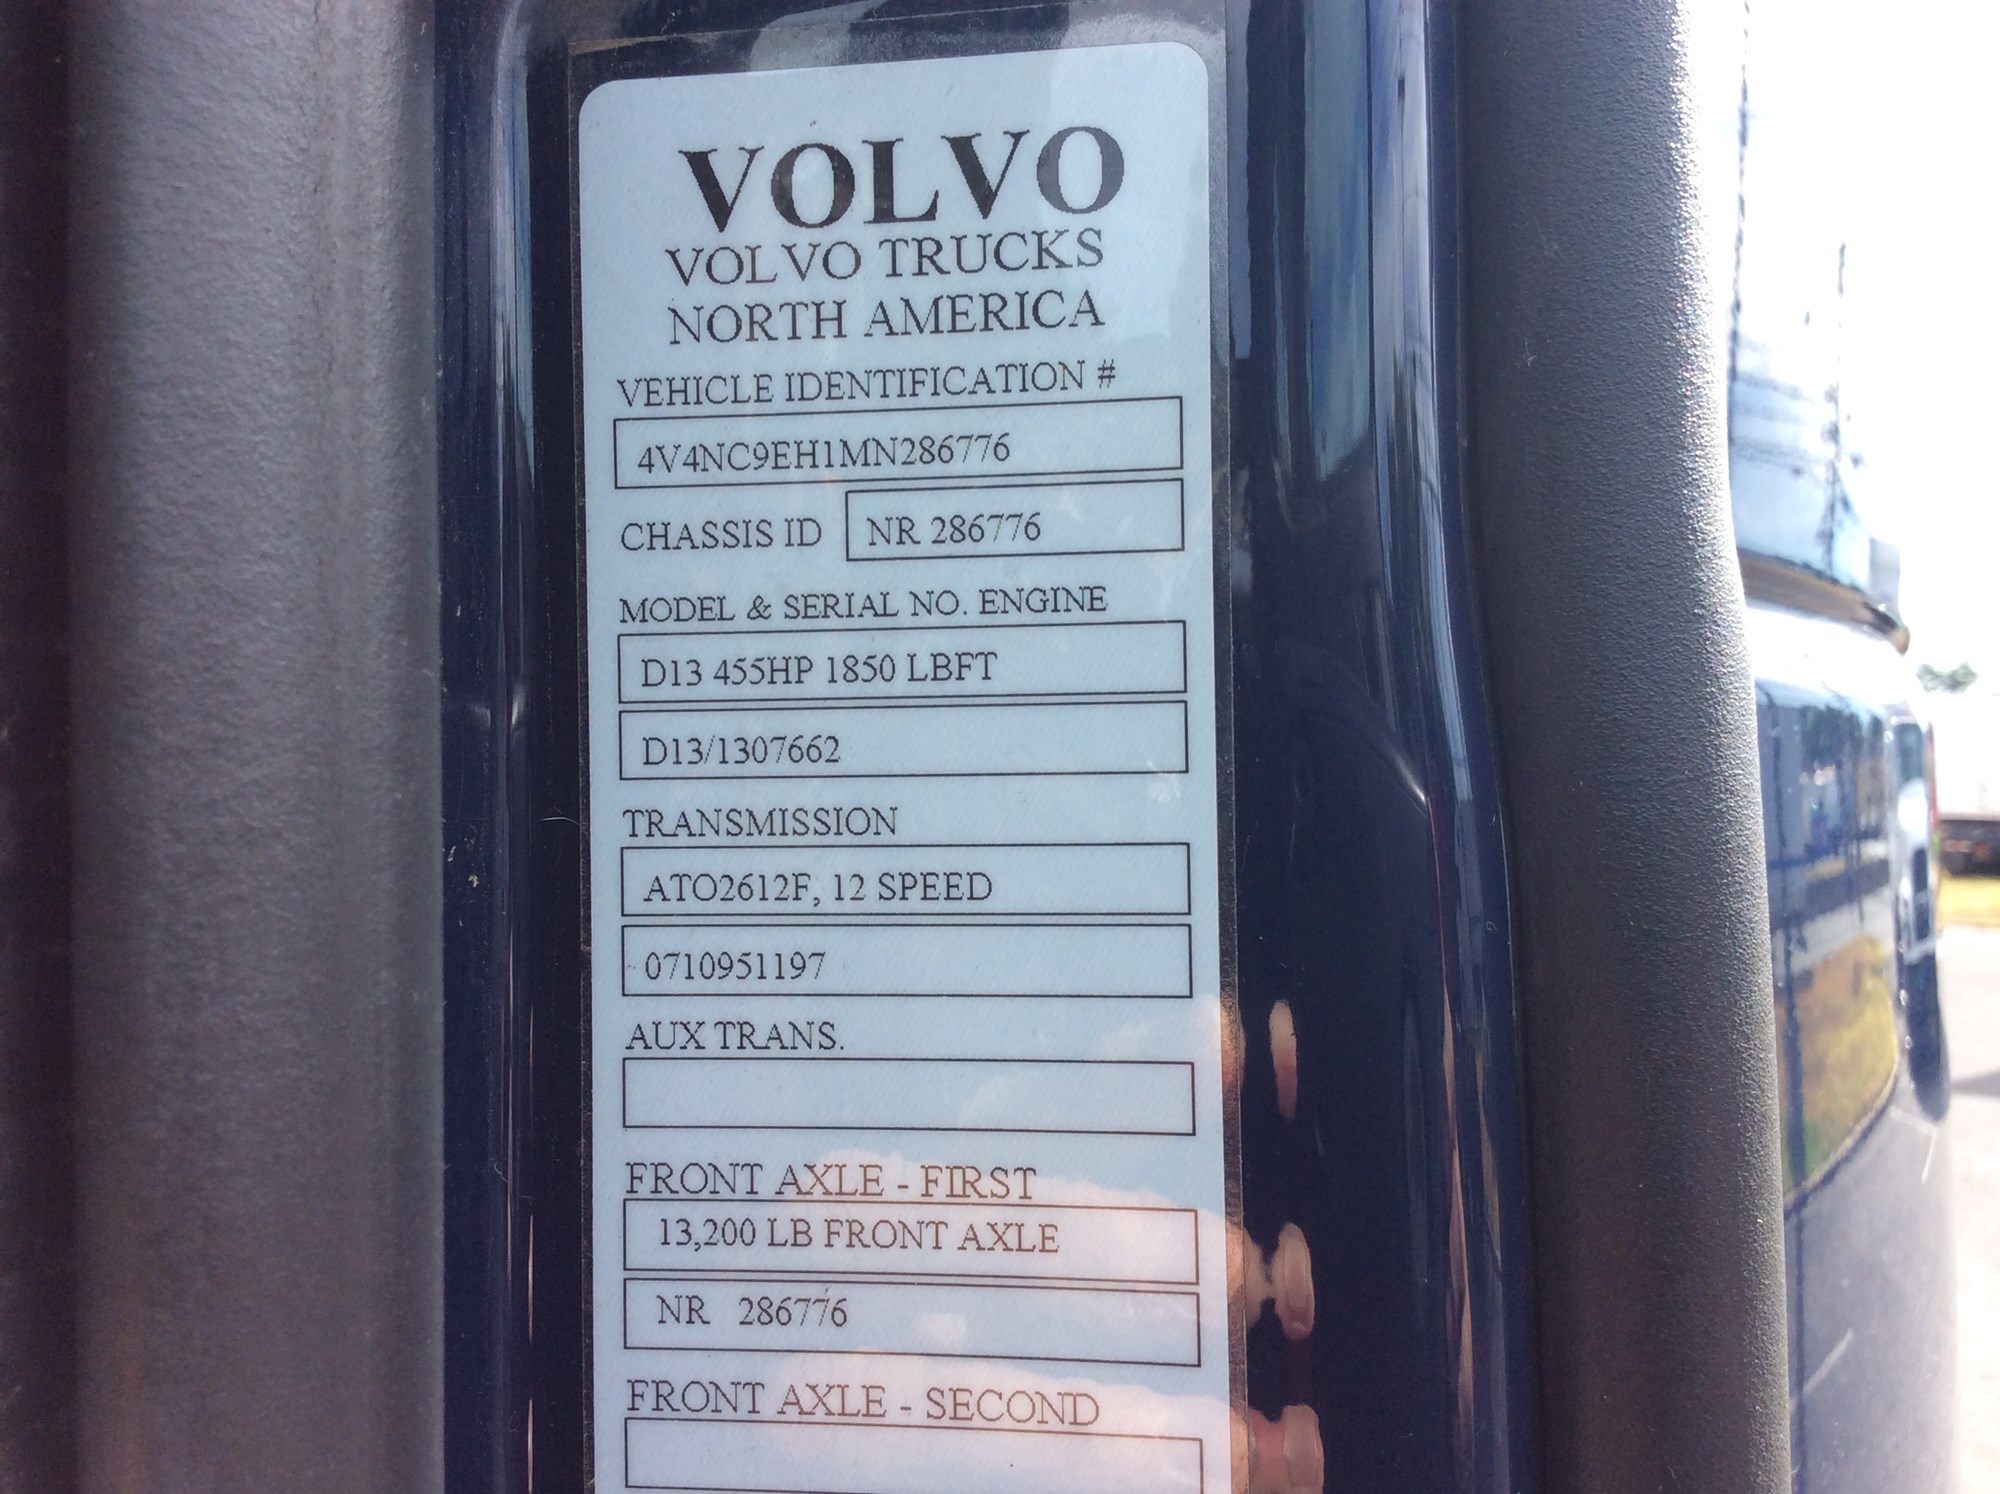 VOLVO
VOLVO TRUCKS
NORTH AMERICA
VEHICLE IDENTIFICATION #
4V4NC9EH1MN286776
CHASSIS ID NR 286776
MODEL & SERIAL NO. ENGINE
D13 455HP 1850 LBFT
D13/1307662
TRANSMISSION
ATO2612F, 12 SPEED
0710951197
AUX TRANS.
FRONT AXLE - FIRST
13,200 LB FRONT AXLE
NR 286776
FRONT AXLE - SECOND